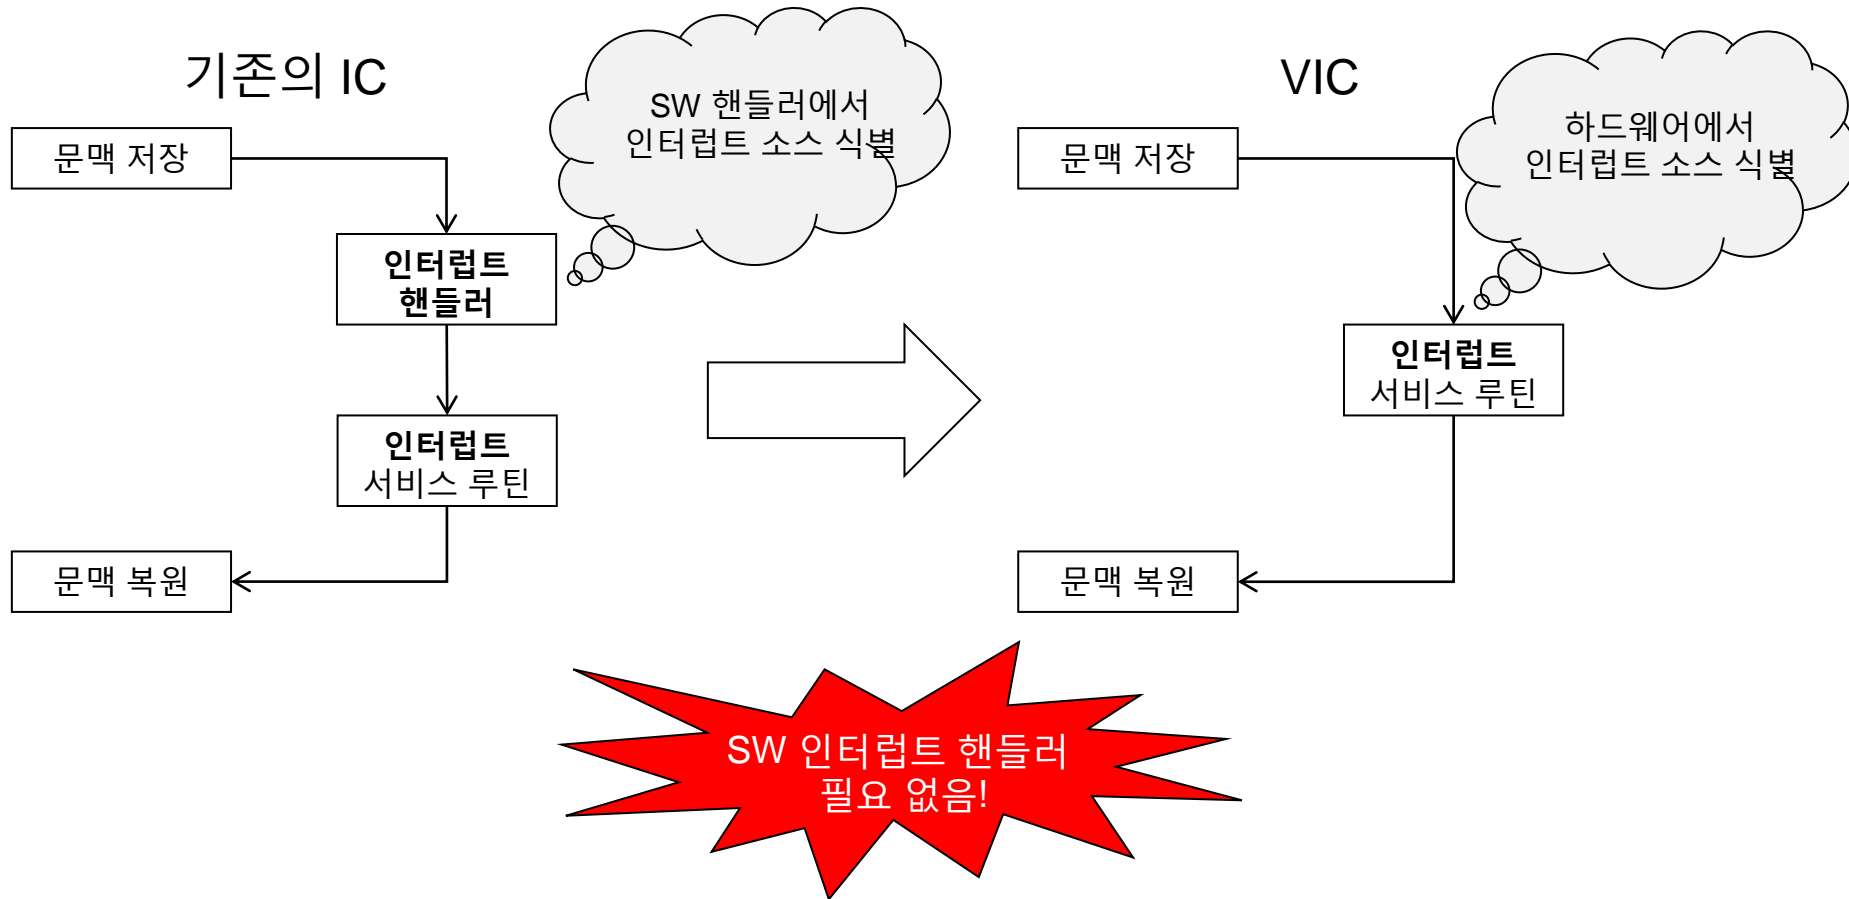 기존의 IC
SW 핸들러에서
인터럽트 소스 식별
문맥 저장
인터럽트
핸들러
인터럽트
서비스 루틴
문맥 복원
VIC
하드웨어에서
인터럽트 소스 식별
문맥 저장
인터럽트
서비스 루틴
문맥 복원
SW 인터럽트 핸들러
필요 없음!